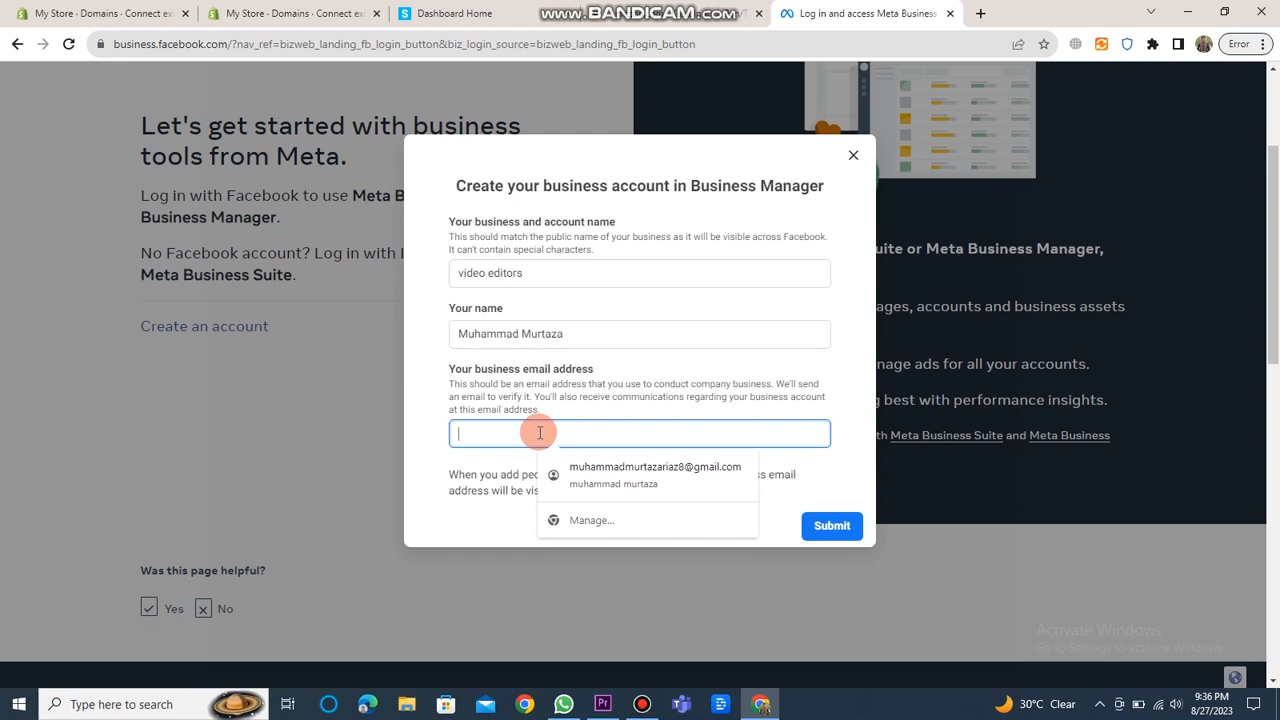 My Store · Domains · Connect ex
My Store · Domains · Connect ex
Dashboard Home
WWW.BANDICAM.COM
Log in and access Meta Business
business.facebook.com/?nav_ref=bizweb_landing_fb_login_button&biz_login_source=bizweb_landing_fb_login_button
Error
Let's get started with business
tools from Meta.
Log in with Facebook to use Meta B
Business Manager.
No Facebook account? Log in with I
Meta Business Suite.
Create an account
Was this page helpful?
Yes
No
Create your business account in Business Manager
Your business and account name
This should match the public name of your business as it will be visible across Facebook.
It can't contain special characters.
video editors
Your name
Muhammad Murtaza
Your business email address
This should be an email address that you use to conduct company business. We'll send
an email to verify it. You'll also receive communications regarding your business account
at this email address.
muhammadmurtazariaz8@gmail.com
muhammad murtaza
Manage...
When you add peo
ss email
address will be vis
Submit
uite or Meta Business Manager,
ages, accounts and business assets
nage ads for all your accounts.
g best with performance insights.
th Meta Business Suite and Meta Business
Activate Windows
Go to Settings to activate Windows.
Type here to search
30°C Clear
9:36 PM
8/27/2023